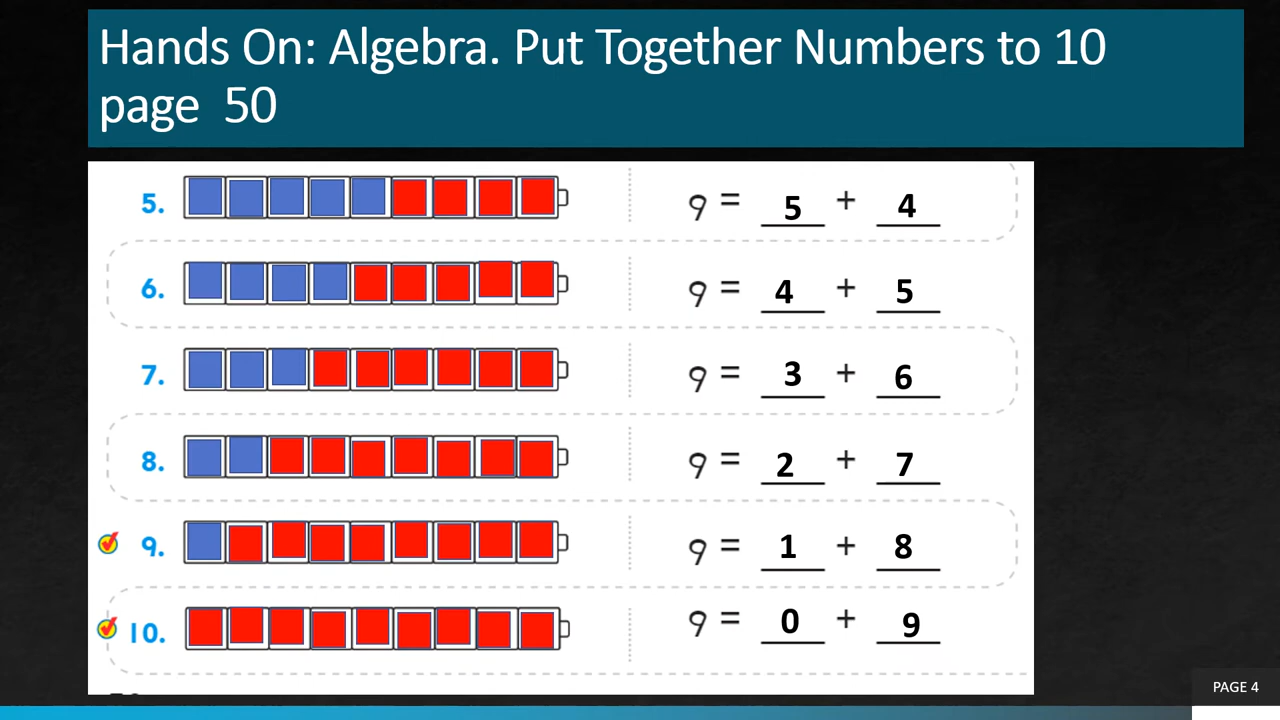 Hands On: Algebra. Put Together Numbers to 10
page 50
5. 9 = 5 + 4
6. 9 = 4 + 5
7. 9 = 3 + 6
8. 9 = 2 + 7
9. 9 = 1 + 8
10. 9 = 0 + 9
PAGE 4